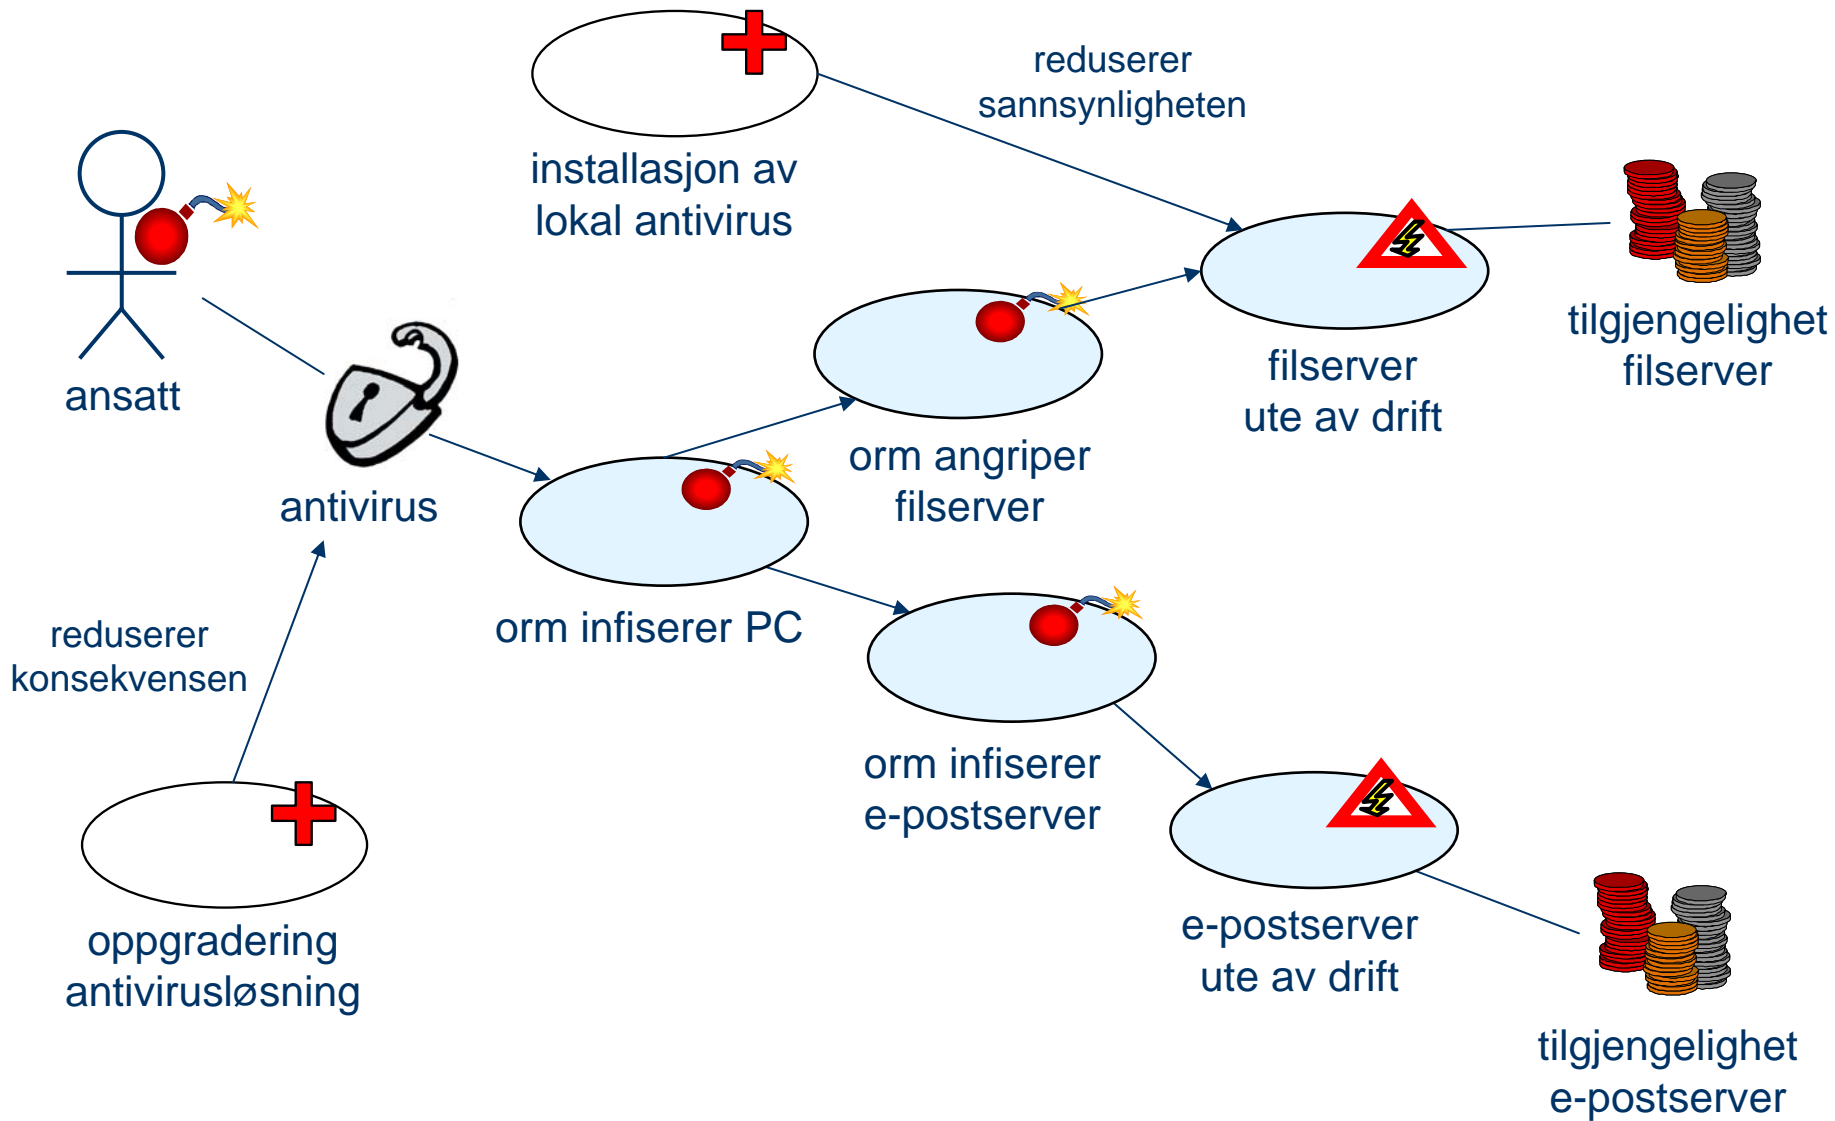 reduserer
sannsynligheten
installasjon av
lokal antivirus
tilgjengelighet
filserver
filserver
ute av drift
ansatt
orm angriper
filserver
antivirus
orm infiserer PC
reduserer
konsekvensen
orm infiserer
e-postserver
oppgradering
antivirusløsning
e-postserver
ute av drift
tilgjengelighet
e-postserver